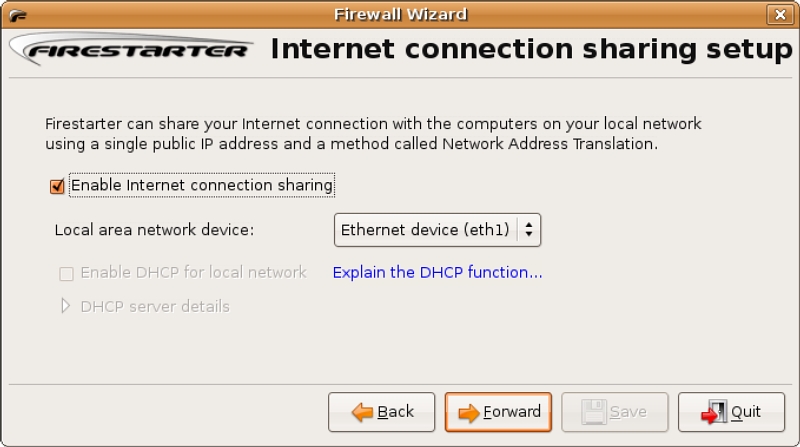 Firewall Wizard
FIRESTARTER Internet connection sharing setup
Firestarter can share your Internet connection with the computers on your local network
using a single public IP address and a method called Network Address Translation.
Enable Internet connection sharing
Local area network device: Ethernet device (eth1)
Enable DHCP for local network Explain the DHCP function...
DHCP server details
Back Forward Save Quit